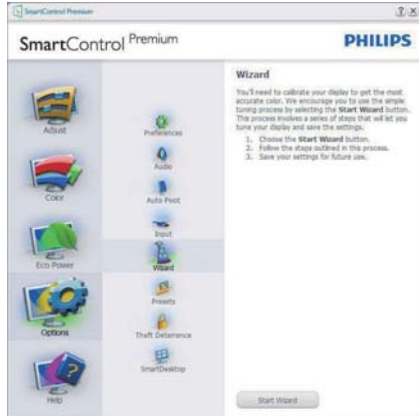 SmartControl Premium
SmartControl Premium
PHILIPS
Adjust
Color
Eco Power
Options
Help
Preferences
Audio
Auto Pivot
Input
Wizard
Presets
Theft Deterrence
SmartDesktop
Wizard
You'll need to calibrate your display to get the most
accurate color. We encourage you to use the simple
tuning process by selecting the Start Wizard button.
This process involves a series of steps that will let you
tune your display and save the settings.
1. Choose the Start Wizard button.
2. Follow the steps outlined in the process.
3. Save your settings for future use.
Start Wizard